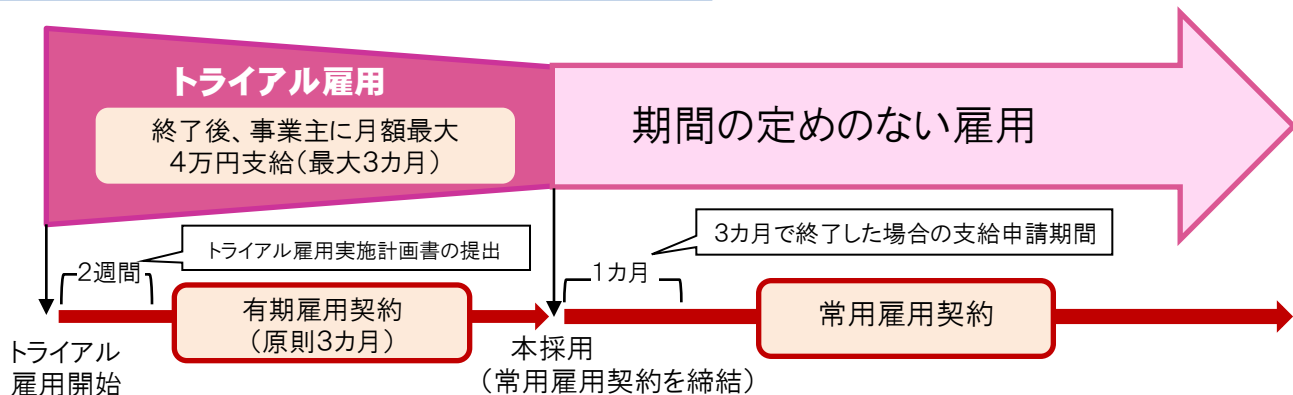 トライアル雇用
終了後、事業主に月額最大
4万円支給(最大3カ月)
期間の定めのない雇用
トライアル雇用実施計画書の提出
3カ月で終了した場合の支給申請期間
2週間
1カ月
有期雇用契約
(原則3カ月)
常用雇用契約
トライアル
雇用開始
本採用
(常用雇用契約を締結)